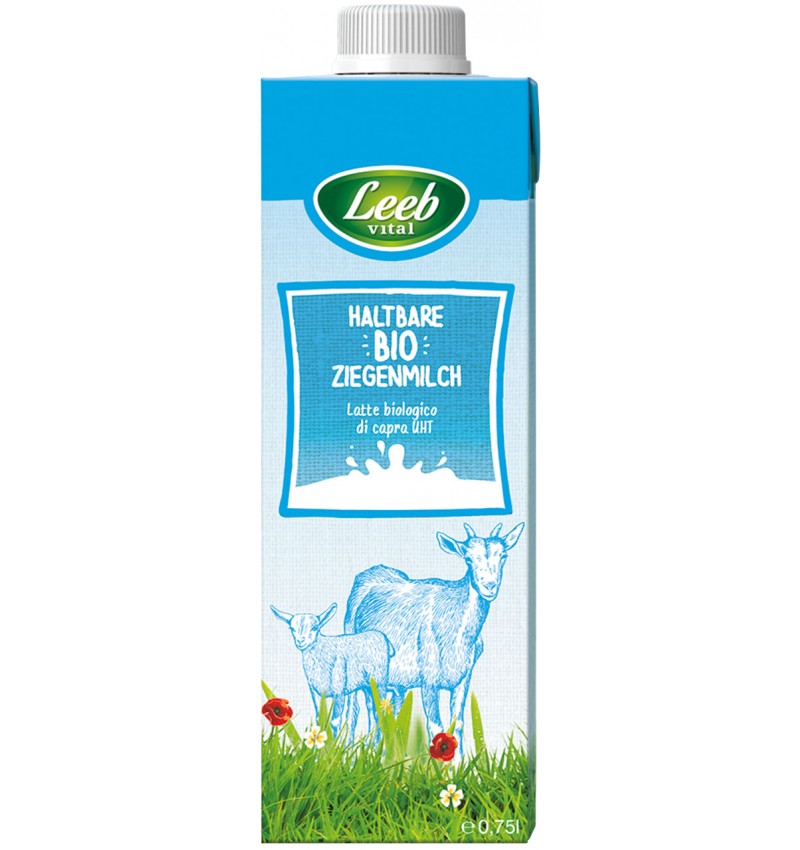 Leeb
vital
HALTBARE
BIO
ZIEGENMILCH
Latte biologico
di capra UHT
℮ 0,75l